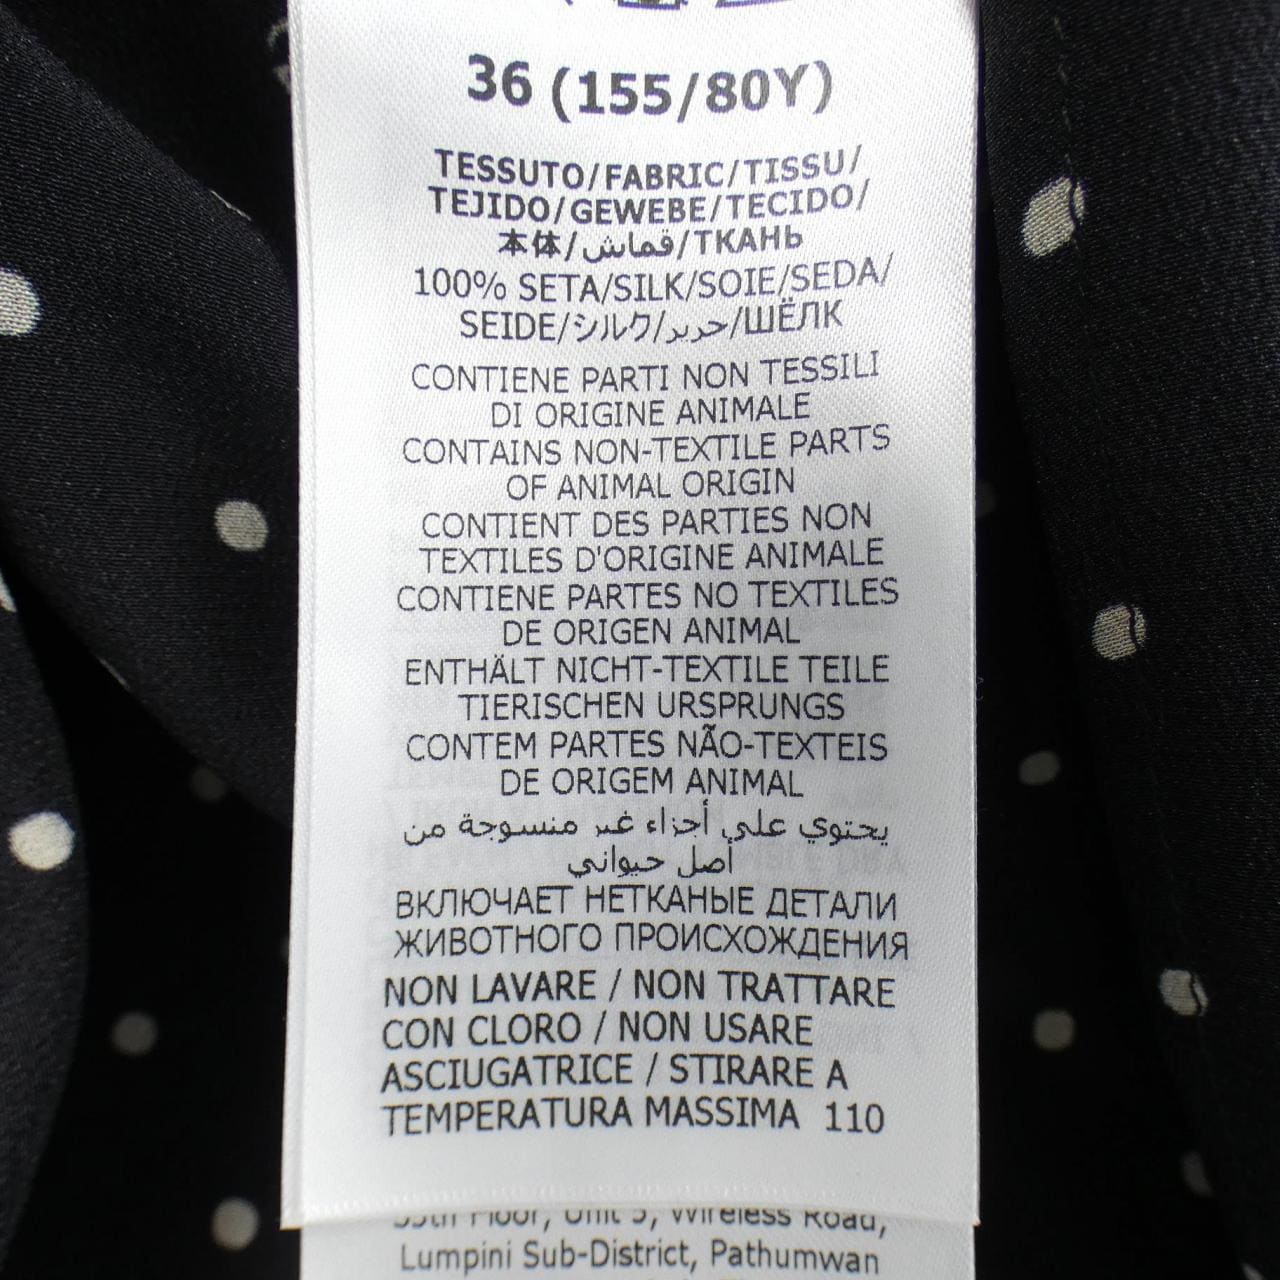 36 (155/80Y)
TESSUTO/FABRIC/TISSU/
TEJIDO/GEWEBE/TECIDO/
本体/قماش/ТКАНЬ
100% SETA/SILK/SOIE/SEDA/
SEIDE/シルク/حرير/ШЁЛК
CONTIENE PARTI NON TESSILI
DI ORIGINE ANIMALE
CONTAINS NON-TEXTILE PARTS
OF ANIMAL ORIGIN
CONTIENT DES PARTIES NON
TEXTILES D'ORIGINE ANIMALE
CONTIENE PARTES NO TEXTILES
DE ORIGEN ANIMAL
ENTHÄLT NICHT-TEXTILE TEILE
TIERISCHEN URSPRUNGS
CONTEM PARTES NÃO-TEXTEIS
DE ORIGEM ANIMAL
يحتوي على أجزاء غير منسوجة من
أصل حيواني
ВКЛЮЧАЕТ НЕТКАНЫЕ ДЕТАЛИ
ЖИВОТНОГО ПРОИСХОЖДЕНИЯ
NON LAVARE / NON TRATTARE
CON CLORO / NON USARE
ASCIUGATRICE / STIRARE A
TEMPERATURA MASSIMA 110
Floor, Unit 5, Wireless Road,
Lumpini Sub-District, Pathumwan